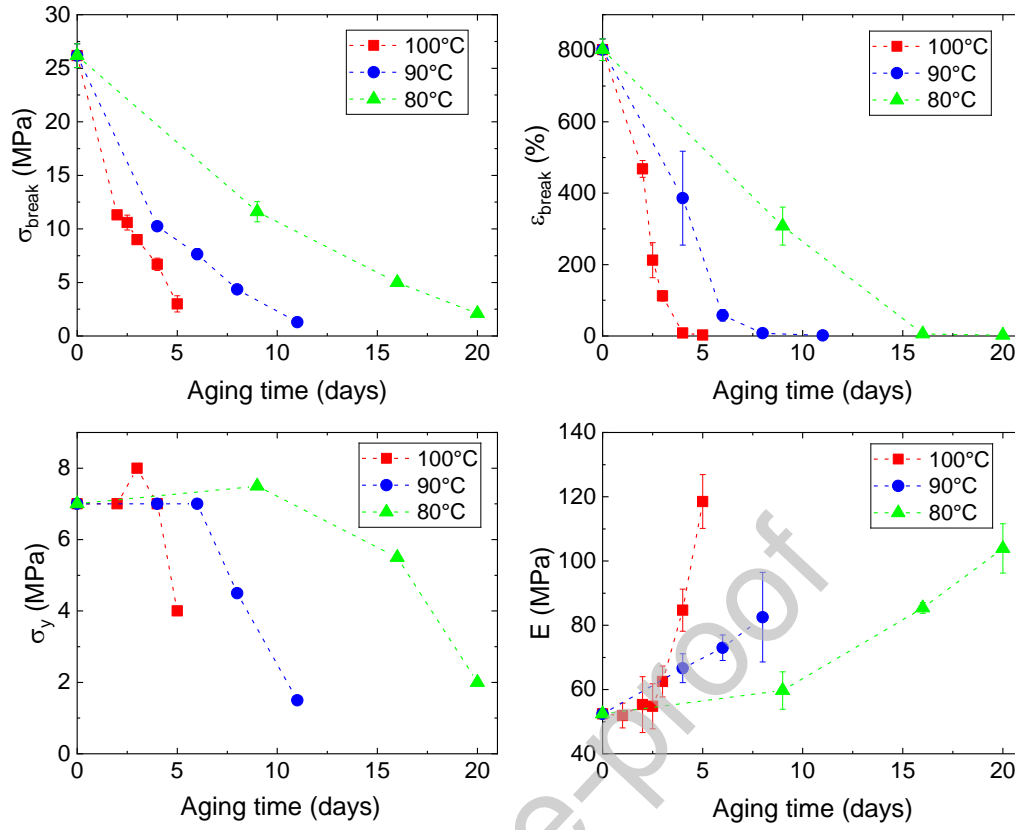 30
25
20
15
10
5
0
σbreak (MPa)
0 5 10 15 20
Aging time (days)
100°C
90°C
80°C
800
600
400
200
0
εbreak (%)
0 5 10 15 20
Aging time (days)
100°C
90°C
80°C
8
6
4
2
0
σy (MPa)
0 5 10 15 20
Aging time (days)
100°C
90°C
80°C
140
120
100
80
60
40
E (MPa)
0 5 10 15 20
Aging time (days)
100°C
90°C
80°C
e-proof